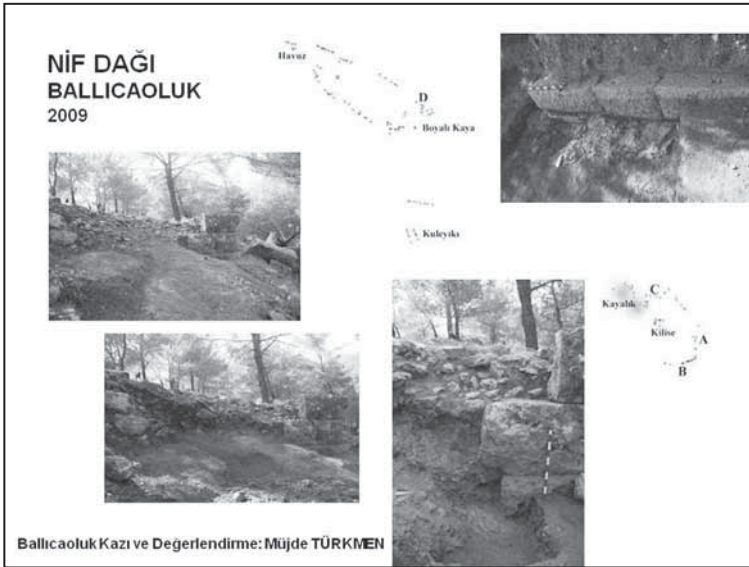 NİF DAĞI
BALLICAOLUK
2009
Havuz
D
Boyalı Kaya
Kuleyıkı
C
Kayalık
Kilise
A
B
Ballıcaoluk Kazı ve Değerlendirme: Müjde TÜRKMEN